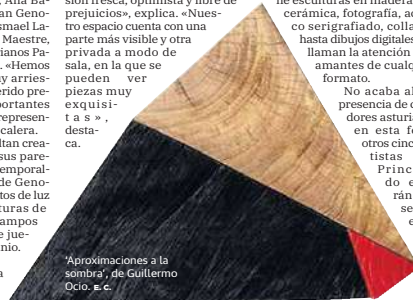 , Ana Ba-
an Geno-
smael La-
Maestre,
ianos Pa-
. «Hemos
uy arries-
erido pre-
portantes
represen-
calera.
ltan crea-
sus pare-
emporal-
de Geno-
tos de luz
turas de
ampos
e jue-
nio.
a
sión fresca, optimista y libre de
prejuicios», explica. «Nues-
tro espacio cuenta con una
parte más visible y otra
privada a modo de
sala, en la que se
pueden ver
piezas muy
exquisi-
tas»,
desta-
ca.
'Aproximaciones a la
sombra', de Guillermo
Ocio. E. C.
ne esculturas en madera
cerámica, fotografía, ac
co serigrafiado, colla
hasta dibujos digitales
llaman la atención
amantes de cualq
formato.
No acaba al
presencia de c
dores asturia
en esta fe
otros cinc
tistas
Princ
do e
rán
se
e